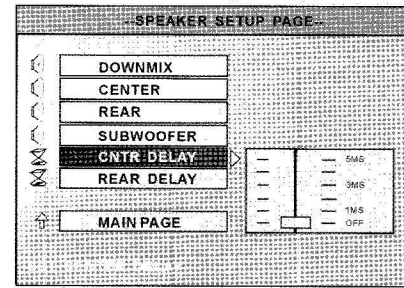 --SPEAKER SETUP PAGE--
DOWNMIX
CENTER
REAR
SUBWOOFER
CNTR DELAY
REAR DELAY
MAIN PAGE
5MS
3MS
1MS
OFF